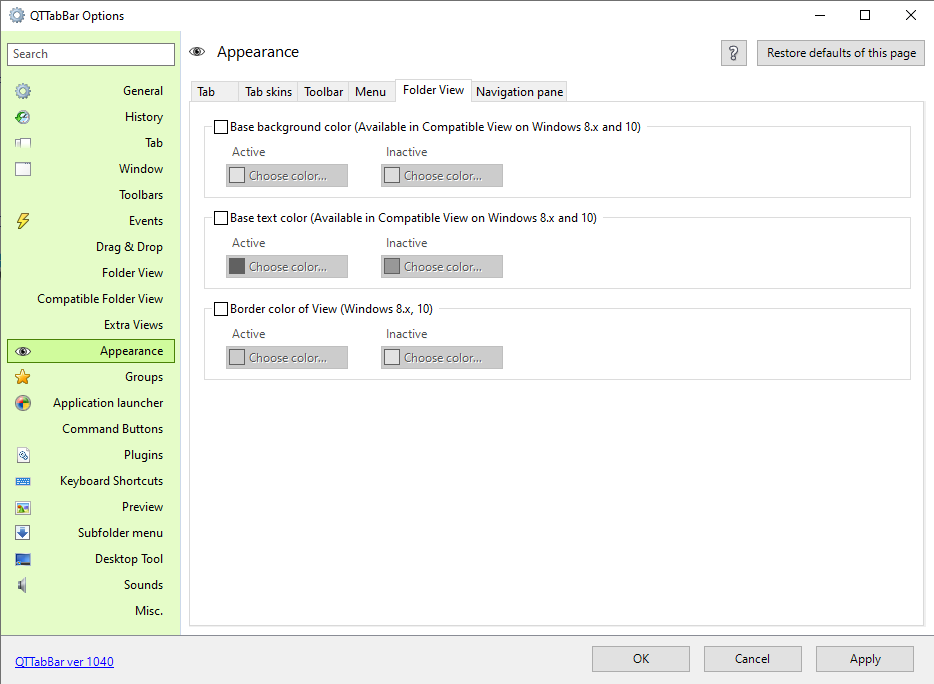 QTTabBar Options
Search
General
History
Tab
Window
Toolbars
Events
Drag & Drop
Folder View
Compatible Folder View
Extra Views
Appearance
Groups
Application launcher
Command Buttons
Plugins
Keyboard Shortcuts
Preview
Subfolder menu
Desktop Tool
Sounds
Misc.
Appearance
? Restore defaults of this page
Tab Tab skins Toolbar Menu Folder View Navigation pane
Base background color (Available in Compatible View on Windows 8.x and 10)
Active Inactive
Choose color... Choose color...
Base text color (Available in Compatible View on Windows 8.x and 10)
Active Inactive
Choose color... Choose color...
Border color of View (Windows 8.x, 10)
Active Inactive
Choose color... Choose color...
QTTabBar ver 1040
OK Cancel Apply